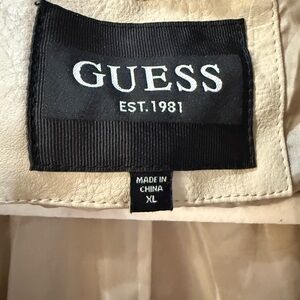 GUESS
EST. 1981
MADE IN
CHINA
XL